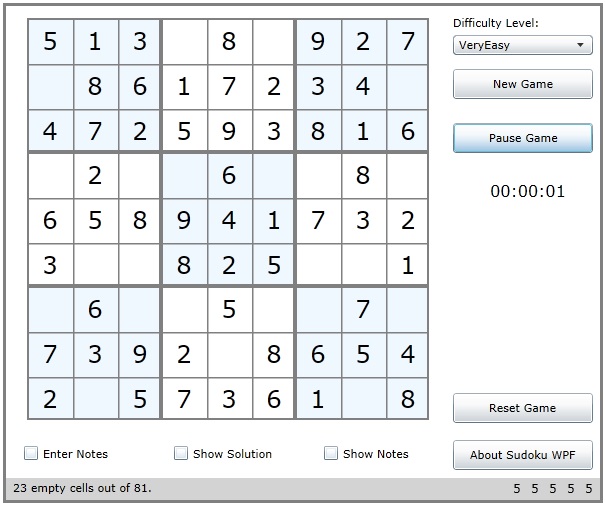 Difficulty Level:
VeryEasy
New Game
Pause Game
00:00:01
5 1 3 8 9 2 7
8 6 1 7 2 3 4
4 7 2 5 9 3 8 1 6
2 6 8
6 5 8 9 4 1 7 3 2
3 8 2 5 1
6 5 7
7 3 9 2 8 6 5 4
2 5 7 3 6 1 8
Reset Game
Enter Notes Show Solution Show Notes
About Sudoku WPF
23 empty cells out of 81. 5 5 5 5 5